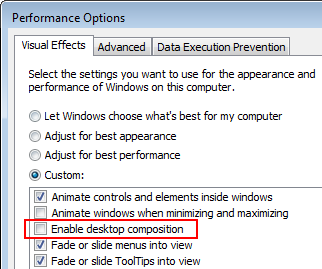 Performance Options
Visual Effects Advanced Data Execution Prevention
Select the settings you want to use for the appearance and
performance of Windows on this computer.
Let Windows choose what's best for my computer
Adjust for best appearance
Adjust for best performance
Custom:
Animate controls and elements inside windows
Animate windows when minimizing and maximizing
Enable desktop composition
Fade or slide menus into view
Fade or slide ToolTips into view